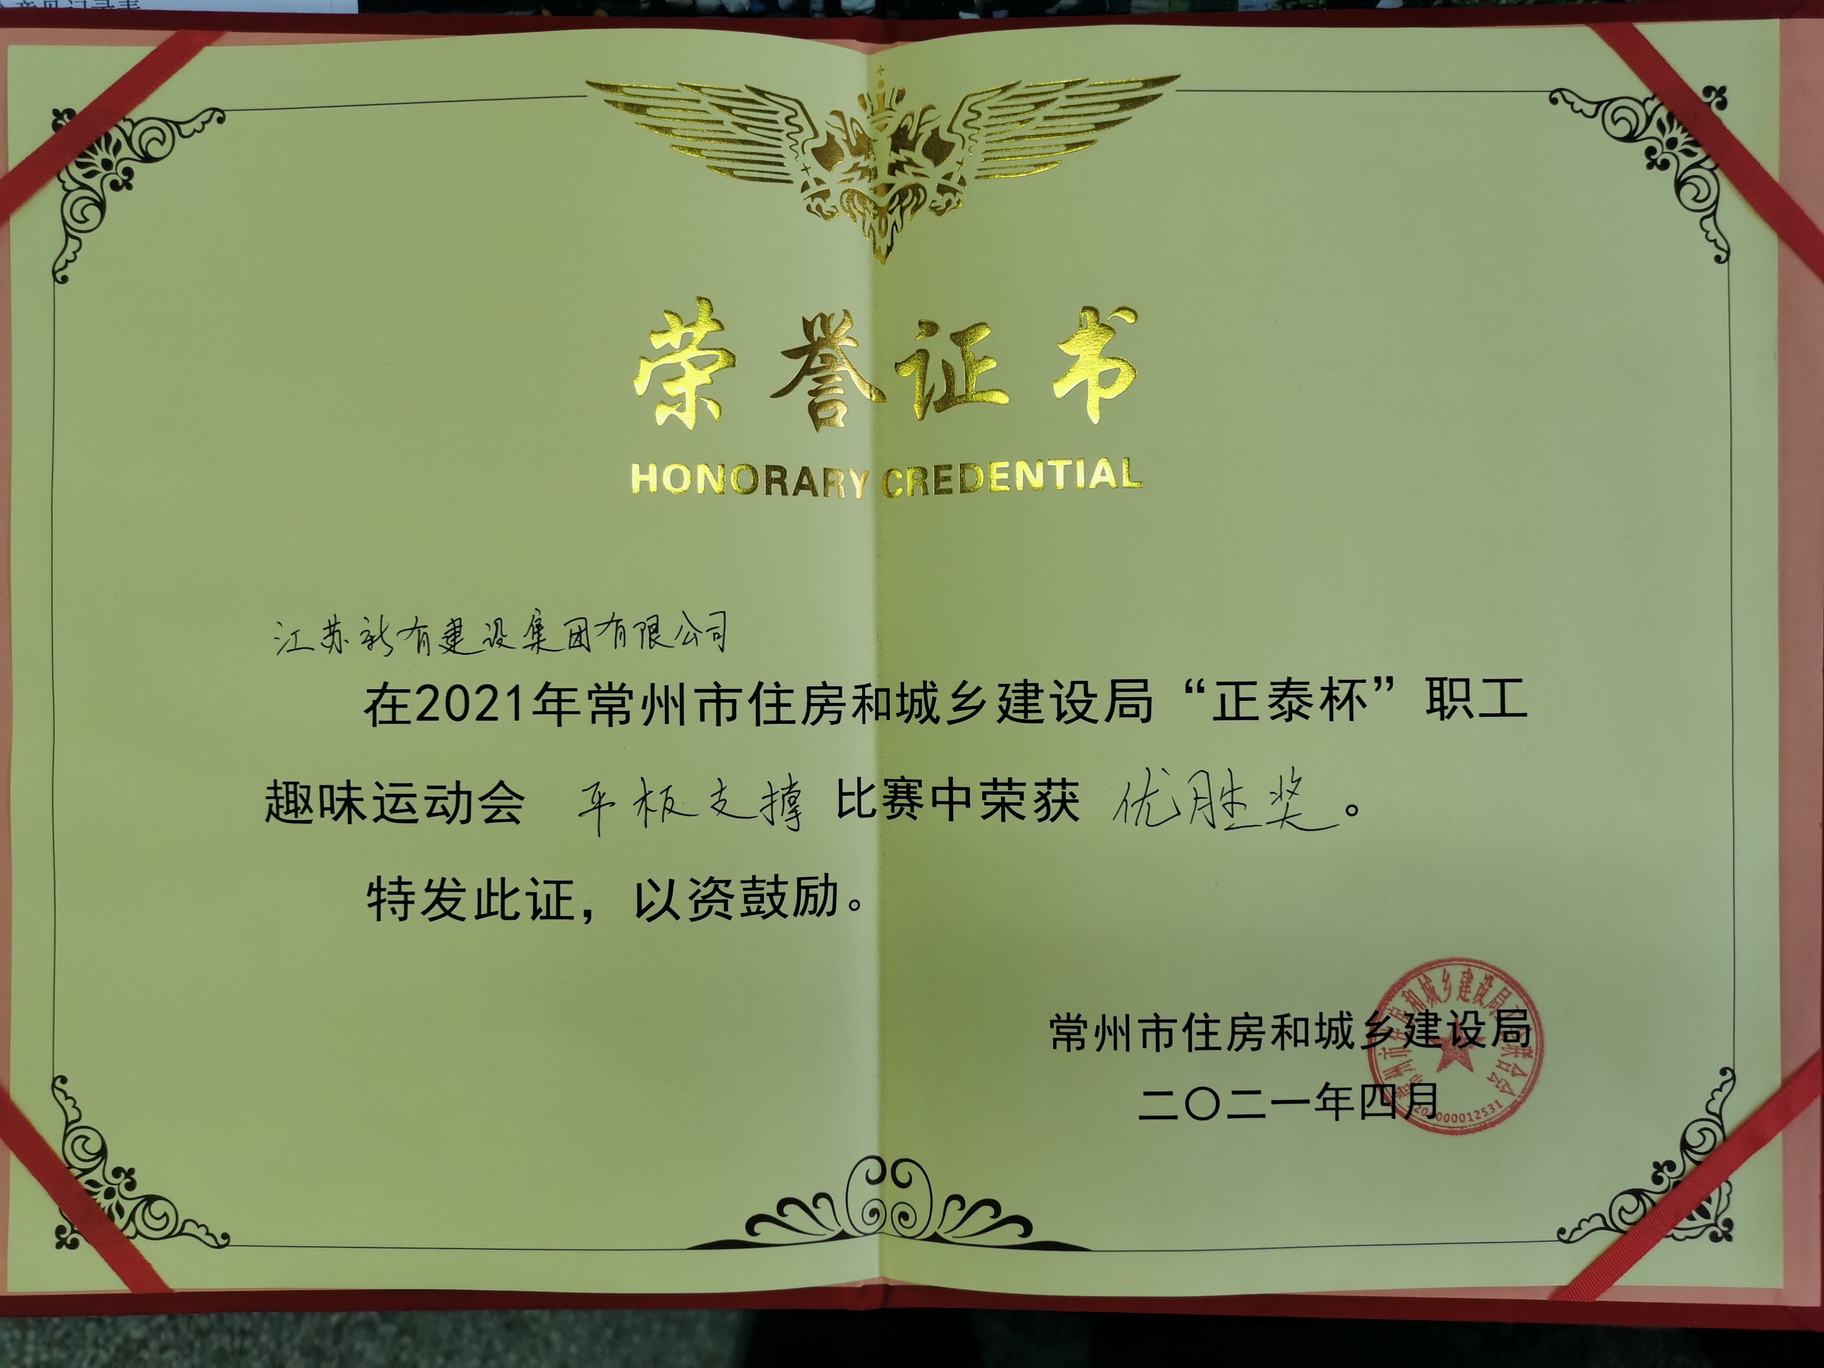 荣誉证书
HONORARY CREDENTIAL
江苏新有建设集团有限公司
在2021年常州市住房和城乡建设局“正泰杯”职工
趣味运动会 平板支撑 比赛中荣获 优胜奖。
特发此证，以资鼓励。
常州市住房和城乡建设局
二〇二一年四月